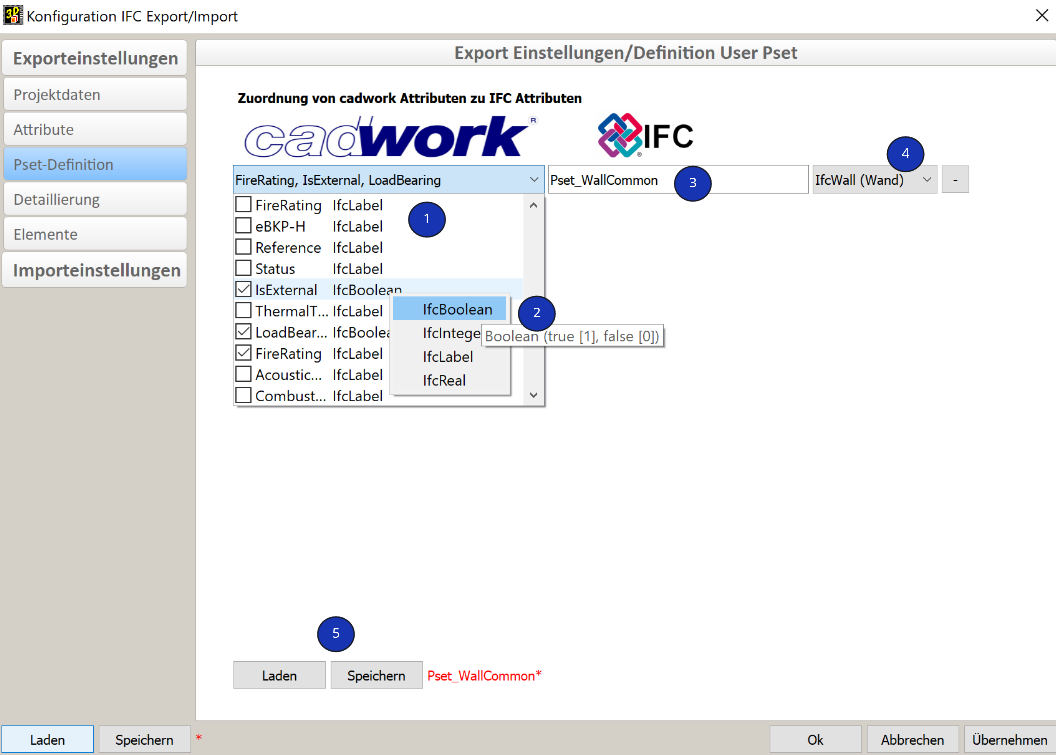 Konfiguration IFC Export/Import
Exporteinstellungen
Projektdaten
Attribute
Pset-Definition
Detaillierung
Elemente
Importeinstellungen
Export Einstellungen/Definition User Pset
Zuordnung von cadwork Attributen zu IFC Attributen
cadwork ® IFC
4
FireRating, IsExternal, LoadBearing Pset_WallCommon 3 IfcWall (Wand) -
FireRating IfcLabel
1
eBKP-H IfcLabel
Reference IfcLabel
Status IfcLabel
IsExternal IfcBoolean
ThermalT... IfcLabel
LoadBear... IfcBoolea
FireRating IfcLabel
Acoustic... IfcLabel
Combust... IfcLabel
IfcBoolean
2
IfcIntege
Boolean (true [1], false [0])
IfcLabel
IfcReal
5
Laden Speichern Pset_WallCommon*
Laden Speichern * Ok Abbrechen Übernehmen